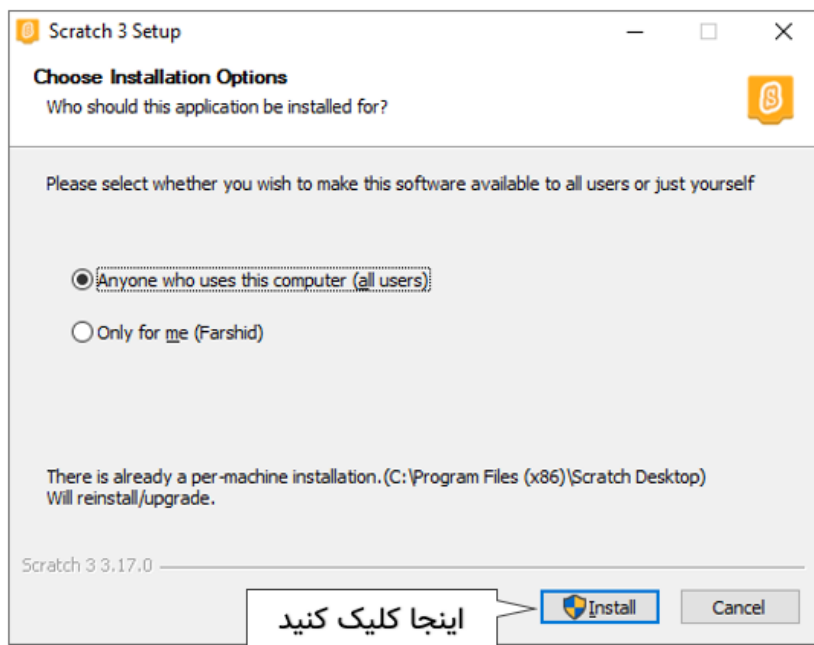 Scratch 3 Setup
Choose Installation Options
Who should this application be installed for?
Please select whether you wish to make this software available to all users or just yourself
Anyone who uses this computer (all users)
Only for me (Farshid)
There is already a per-machine installation.(C:\Program Files (x86)\Scratch Desktop)
Will reinstall/upgrade.
Scratch 3 3.17.0
اینجا کلیک کنید
Install
Cancel